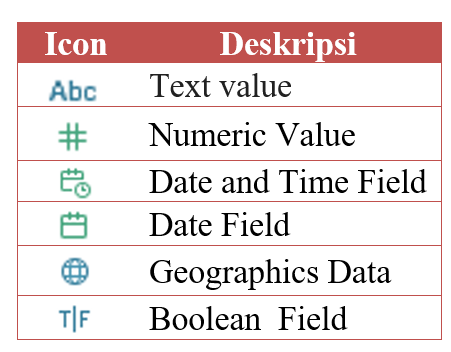 Icon Deskripsi
Abc Text value
# Numeric Value
Date and Time Field
Date Field
Geographics Data
T|F Boolean  Field